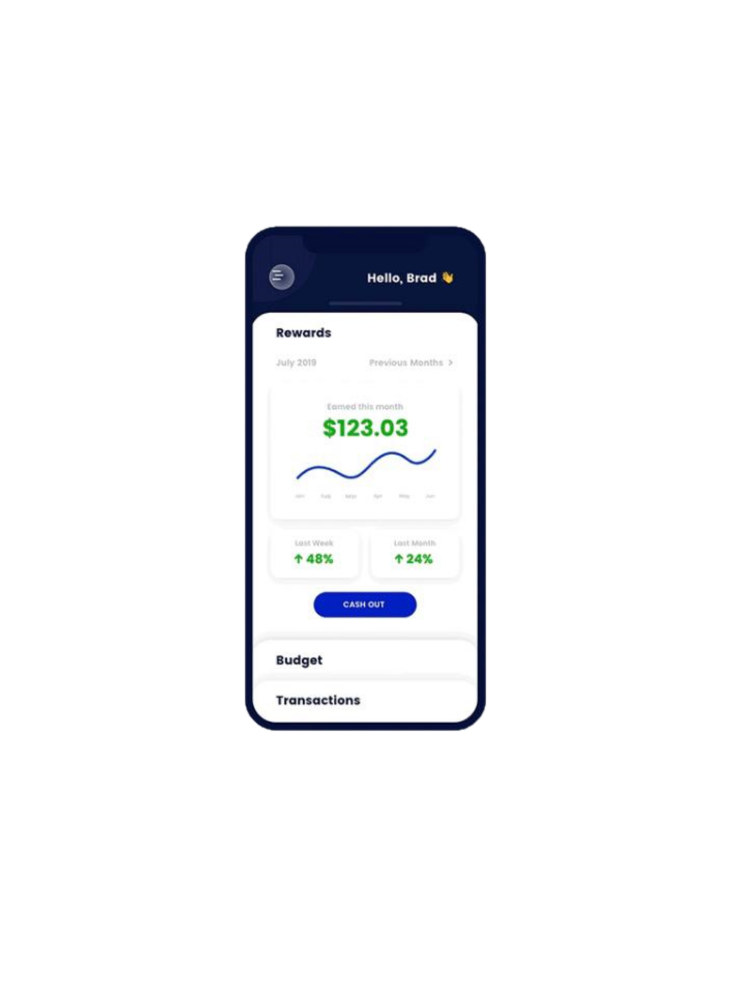 Hello, Brad 👋
Rewards
July 2019 Previous Months >
Earned this month
$123.03
Jan Feb Mar Apr May Jun
Last Week Last Month
↑ 48% ↑ 24%
CASH OUT
Budget
Transactions